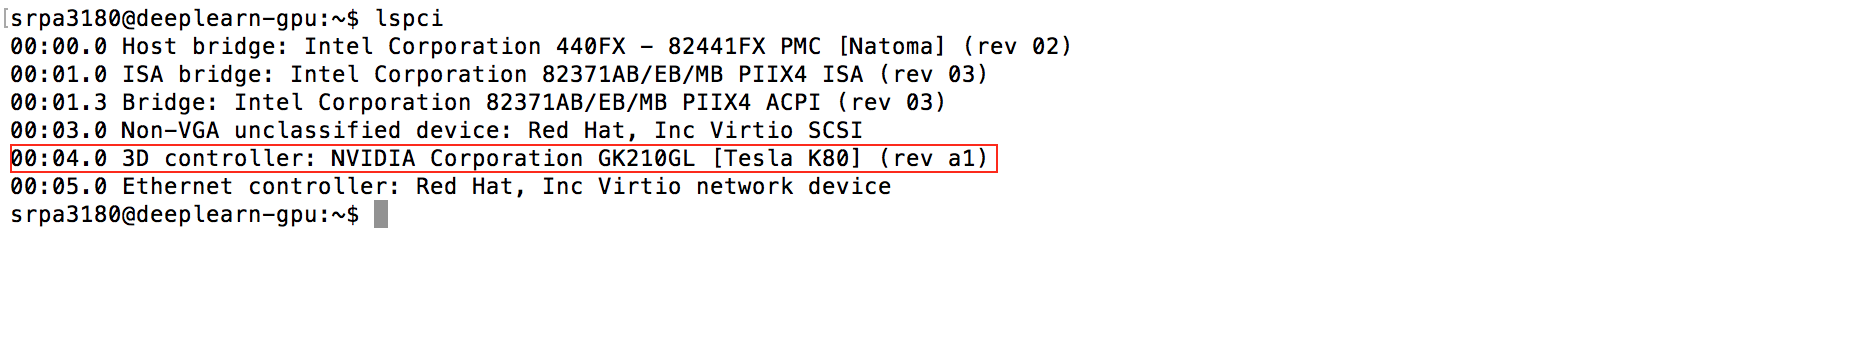 [srpa3180@deeplearn-gpu:~$ lspci
00:00.0 Host bridge: Intel Corporation 440FX - 82441FX PMC [Natoma] (rev 02)
00:01.0 ISA bridge: Intel Corporation 82371AB/EB/MB PIIX4 ISA (rev 03)
00:01.3 Bridge: Intel Corporation 82371AB/EB/MB PIIX4 ACPI (rev 03)
00:03.0 Non-VGA unclassified device: Red Hat, Inc Virtio SCSI
00:04.0 3D controller: NVIDIA Corporation GK210GL [Tesla K80] (rev a1)
00:05.0 Ethernet controller: Red Hat, Inc Virtio network device
srpa3180@deeplearn-gpu:~$